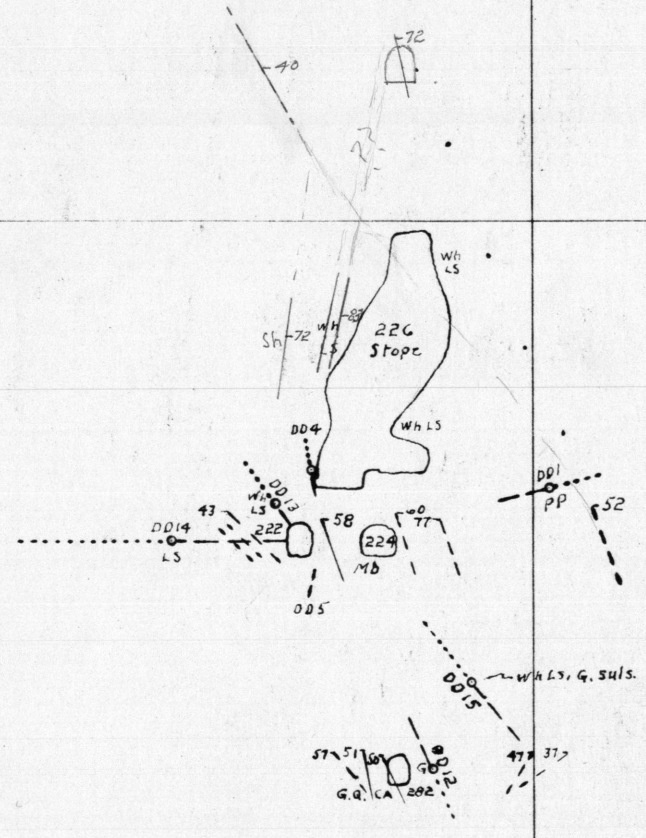 72
40
Wh
LS
Sh
72
Wh
LS
226
Stope
Wh LS
DD4
DD1
PP
DD13
Wh
LS
52
43
222
58
60
77
DD14
224
LS
Mb
DD5
Wh LS, G. Suls.
DD15
57
51
50
G
DD12
47
37
G.Q.
CA
282